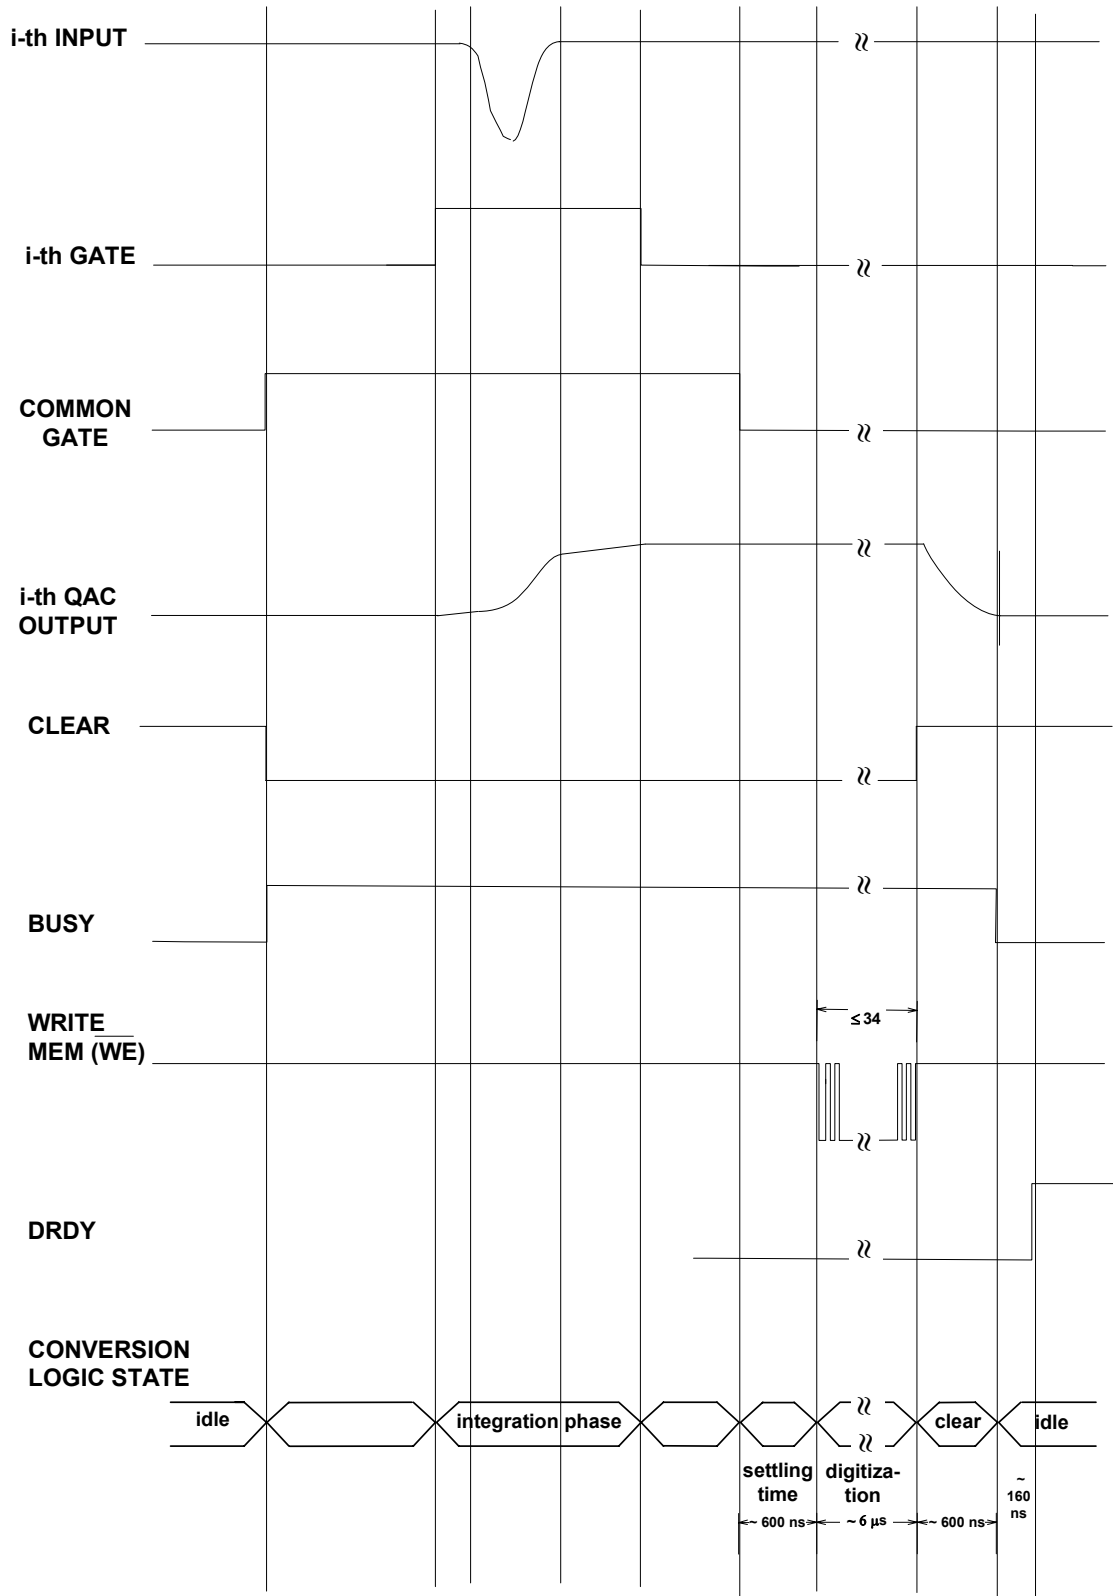 i-th INPUT
i-th GATE
COMMON
GATE
i-th QAC
OUTPUT
CLEAR
BUSY
WRITE
MEM (W̅E̅)
≤ 34
DRDY
CONVERSION
LOGIC STATE
idle
integration phase
clear
idle
settling
time
digitiza-
tion
~
160
ns
~ 600 ns
~ 6 µs
~ 600 ns